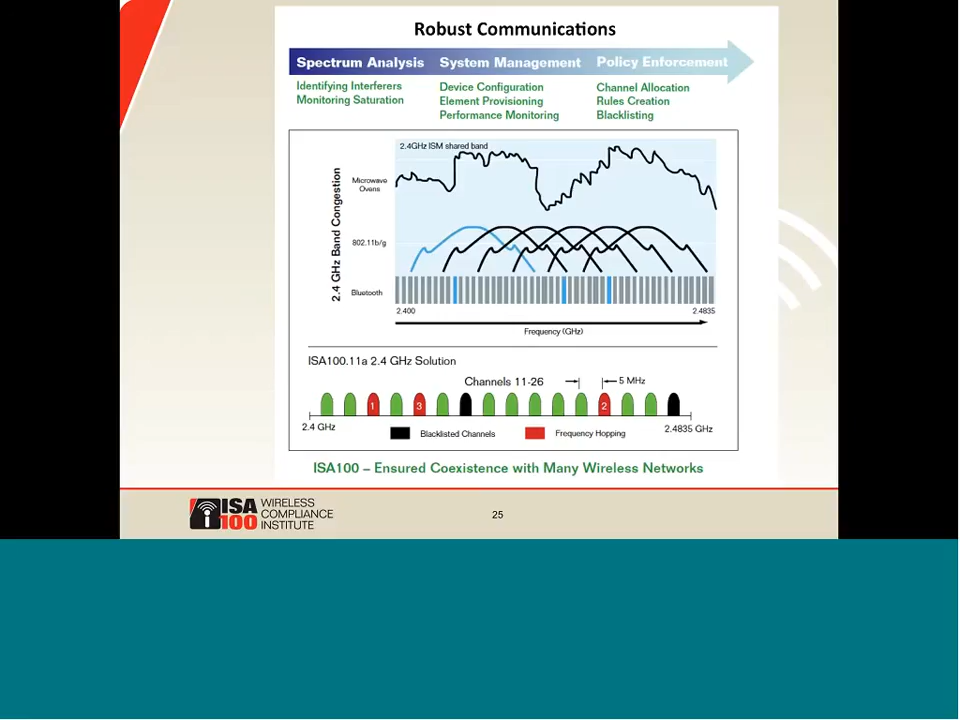 Robust Communications
Spectrum Analysis System Management Policy Enforcement
Identifying Interferers
Monitoring Saturation
Device Configuration
Element Provisioning
Performance Monitoring
Channel Allocation
Rules Creation
Blacklisting
2.4 GHz Band Congestion
2.4GHz ISM shared band
Microwave
Ovens
802.11b/g
Bluetooth
2.400 2.4835
Frequency (GHz)
ISA100.11a 2.4 GHz Solution
Channels 11-26 5 MHz
1 3 2
2.4 GHz 2.4835 GHz
Blacklisted Channels Frequency Hopping
ISA100 – Ensured Coexistence with Many Wireless Networks
ISA
100
WIRELESS
COMPLIANCE
INSTITUTE
25